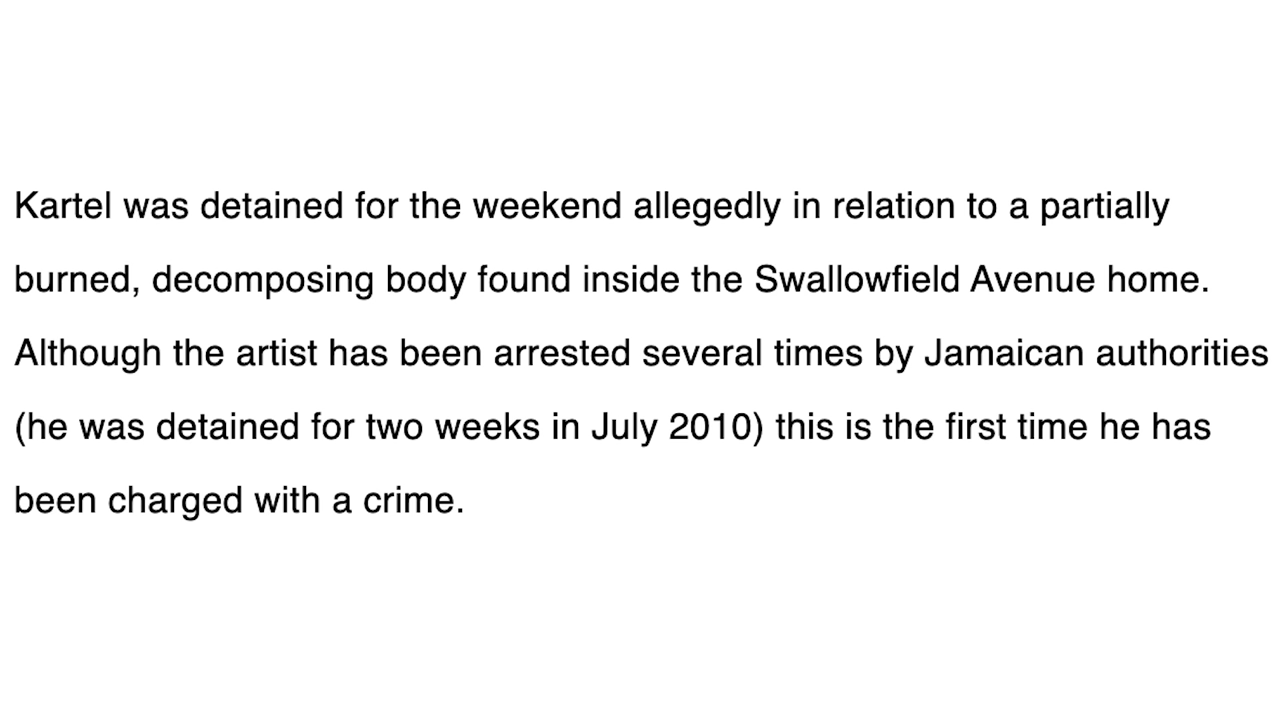 Kartel was detained for the weekend allegedly in relation to a partially
burned, decomposing body found inside the Swallowfield Avenue home.
Although the artist has been arrested several times by Jamaican authorities
(he was detained for two weeks in July 2010) this is the first time he has
been charged with a crime.